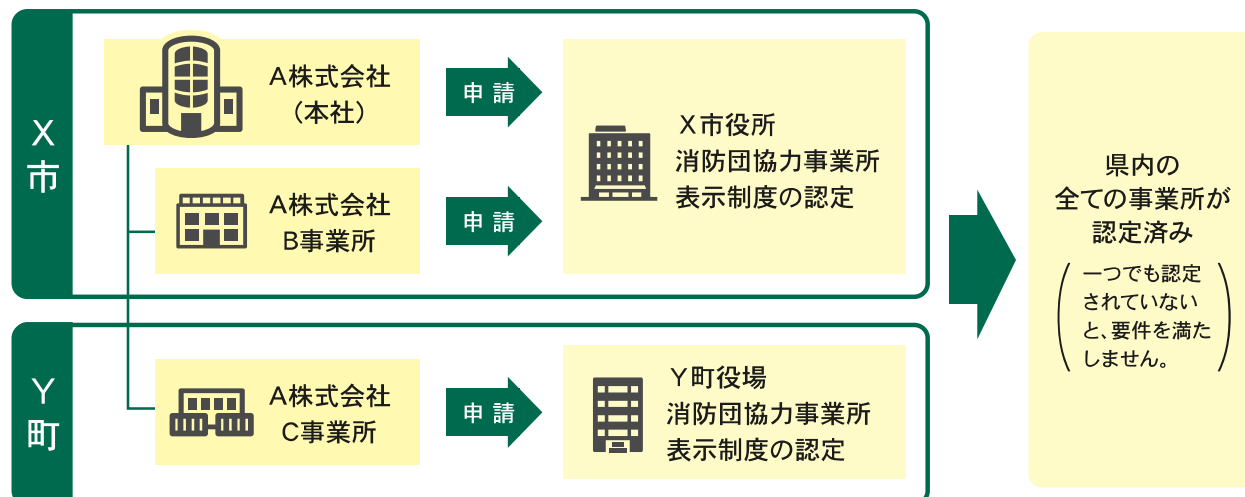 X市
A株式会社
（本社）
申請
X市役所
消防団協力事業所
表示制度の認定
A株式会社
B事業所
申請
Y町
A株式会社
C事業所
申請
Y町役場
消防団協力事業所
表示制度の認定
県内の
全ての事業所が
認定済み
（一つでも認定
されていない
と、要件を満た
しません。）